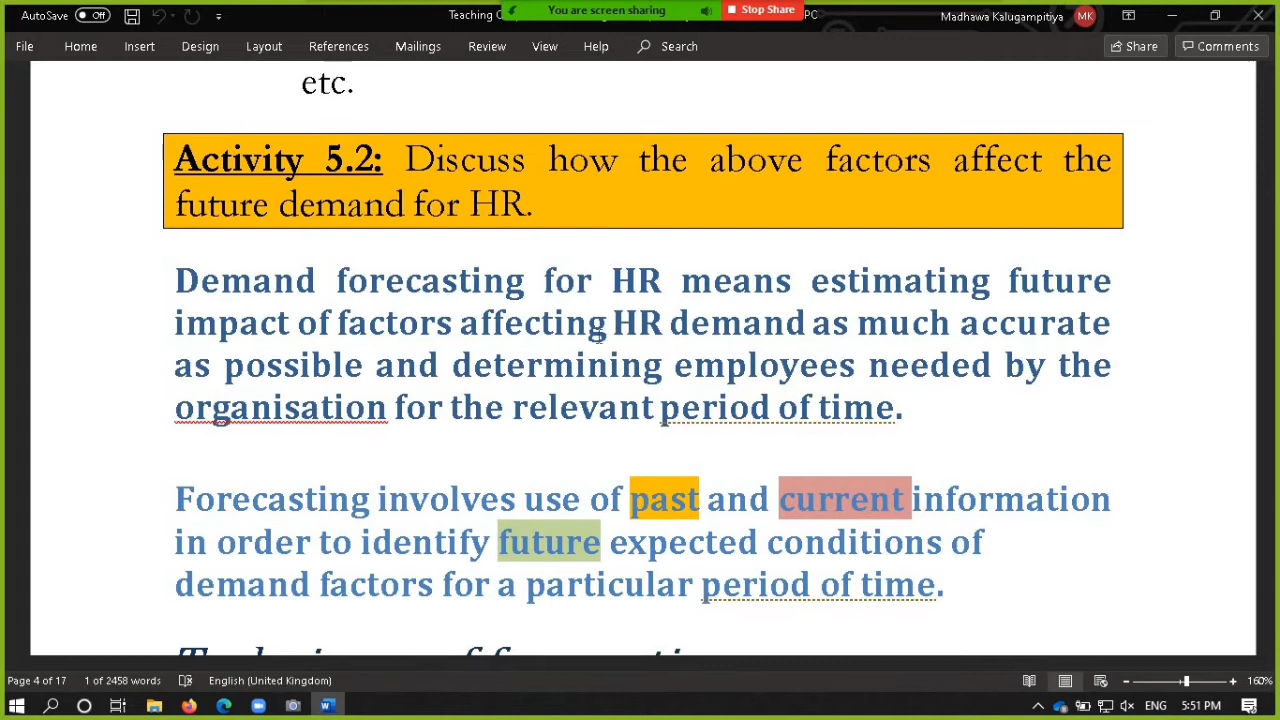 AutoSave Off
Teaching
You are screen sharing
Stop Share
PC
Madhawa Kalugampitiya MK
File Home Insert Design Layout References Mailings Review View Help Search Share Comments
etc.
Activity 5.2: Discuss how the above factors affect the
future demand for HR.
Demand forecasting for HR means estimating future
impact of factors affecting HR demand as much accurate
as possible and determining employees needed by the
organisation for the relevant period of time.
Forecasting involves use of past and current information
in order to identify future expected conditions of
demand factors for a particular period of time.
Page 4 of 17 1 of 2458 words English (United Kingdom) 160%
ENG 5:51 PM